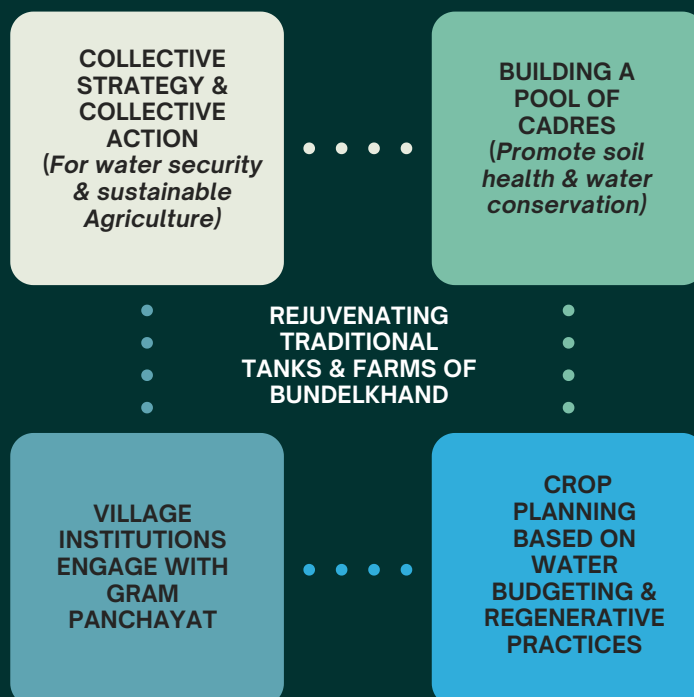 COLLECTIVE
STRATEGY &
COLLECTIVE
ACTION
(For water security
& sustainable
Agriculture)
BUILDING A
POOL OF
CADRES
(Promote soil
health & water
conservation)
REJUVENATING
TRADITIONAL
TANKS & FARMS OF
BUNDELKHAND
VILLAGE
INSTITUTIONS
ENGAGE WITH
GRAM
PANCHAYAT
CROP
PLANNING
BASED ON
WATER
BUDGETING &
REGENERATIVE
PRACTICES